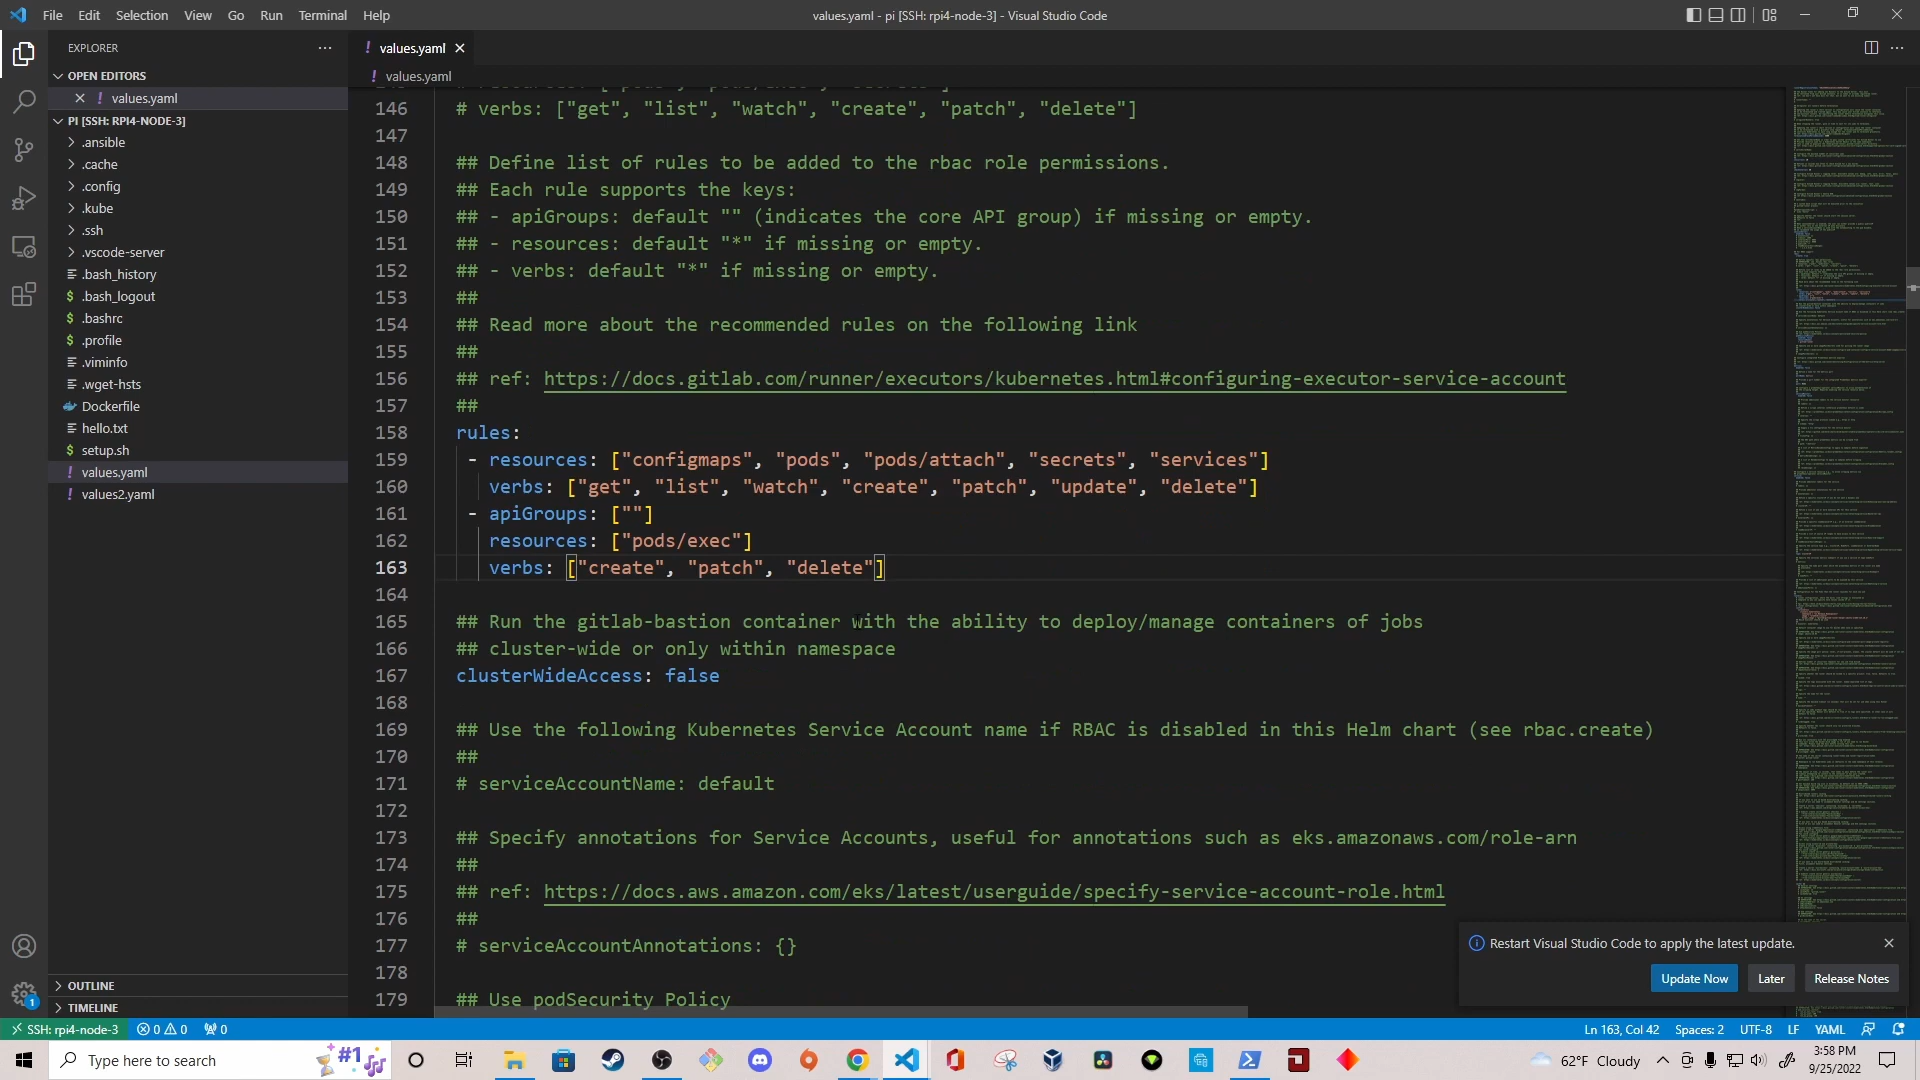 File Edit Selection View Go Run Terminal Help
values.yaml - pi [SSH: rpi4-node-3] - Visual Studio Code
EXPLORER
OPEN EDITORS
! values.yaml
PI [SSH: RPI4-NODE-3]
.ansible
.cache
.config
.kube
.ssh
.vscode-server
.bash_history
$ .bash_logout
$ .bashrc
$ .profile
.viminfo
.wget-hsts
Dockerfile
hello.txt
$ setup.sh
! values.yaml
! values2.yaml
OUTLINE
TIMELINE
! values.yaml
! values.yaml
146 # verbs: ["get", "list", "watch", "create", "patch", "delete"]
147
148 ## Define list of rules to be added to the rbac role permissions.
149 ## Each rule supports the keys:
150 ## - apiGroups: default "" (indicates the core API group) if missing or empty.
151 ## - resources: default "*" if missing or empty.
152 ## - verbs: default "*" if missing or empty.
153 ##
154 ## Read more about the recommended rules on the following link
155 ##
156 ## ref: https://docs.gitlab.com/runner/executors/kubernetes.html#configuring-executor-service-account
157 ##
158 rules:
159 - resources: ["configmaps", "pods", "pods/attach", "secrets", "services"]
160 verbs: ["get", "list", "watch", "create", "patch", "update", "delete"]
161 - apiGroups: [""]
162 resources: ["pods/exec"]
163 verbs: ["create", "patch", "delete"]
164
165 ## Run the gitlab-bastion container with the ability to deploy/manage containers of jobs
166 ## cluster-wide or only within namespace
167 clusterWideAccess: false
168
169 ## Use the following Kubernetes Service Account name if RBAC is disabled in this Helm chart (see rbac.create)
170 ##
171 # serviceAccountName: default
172
173 ## Specify annotations for Service Accounts, useful for annotations such as eks.amazonaws.com/role-arn
174 ##
175 ## ref: https://docs.aws.amazon.com/eks/latest/userguide/specify-service-account-role.html
176 ##
177 # serviceAccountAnnotations: {}
178
179 ## Use podSecurity Policy
Restart Visual Studio Code to apply the latest update.
Update Now Later Release Notes
1
SSH: rpi4-node-3 0 0 0
Ln 163, Col 42 Spaces: 2 UTF-8 LF YAML
Type here to search
#1
62°F Cloudy
3:58 PM
9/25/2022